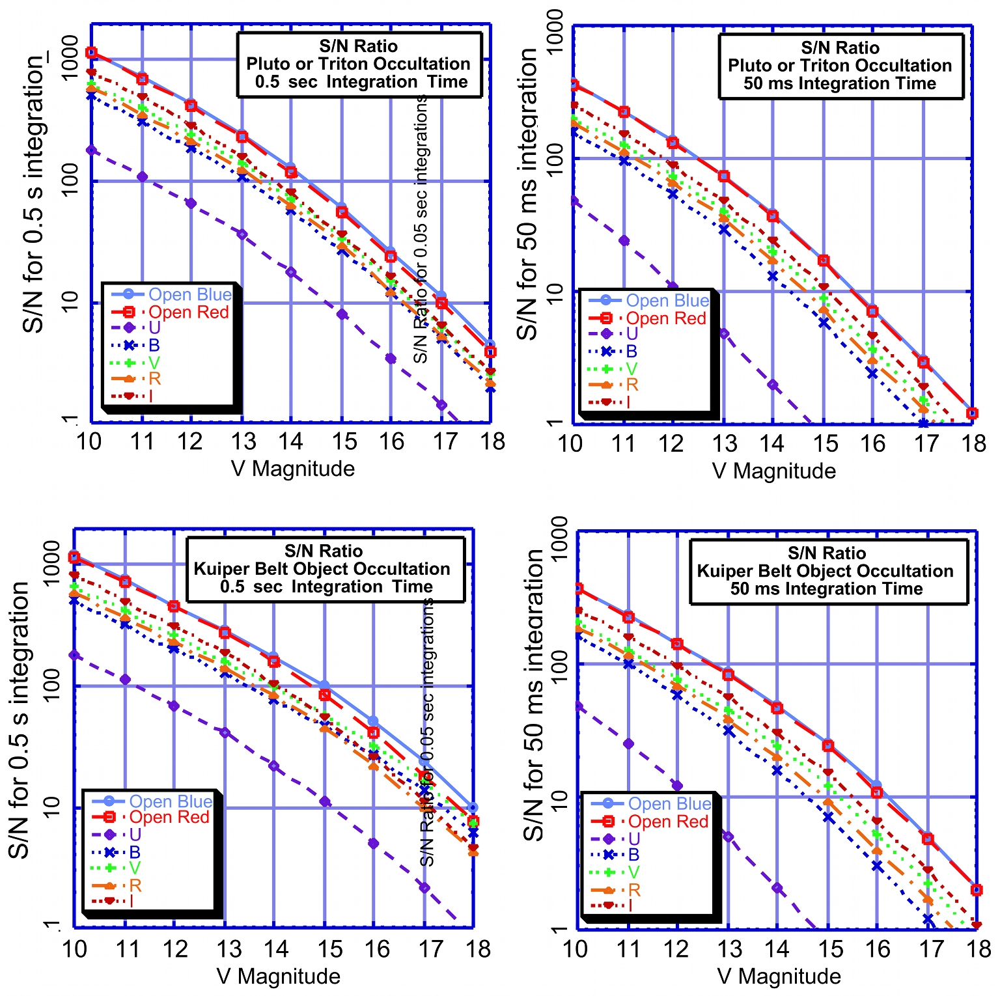 S/N Ratio
Pluto or Triton Occultation
0.5 sec Integration Time
S/N for 0.5 s integration
1000
100
10
1
S/N Ratio for 0.05 sec integrations
Open Blue
Open Red
U
B
V
R
I
10 11 12 13 14 15 16 17 18
V Magnitude
S/N Ratio
Pluto or Triton Occultation
50 ms Integration Time
S/N for 50 ms integration
1000
100
10
1
Open Blue
Open Red
U
B
V
R
I
10 11 12 13 14 15 16 17 18
V Magnitude
S/N Ratio
Kuiper Belt Object Occultation
0.5 sec Integration Time
S/N for 0.5 s integration
1000
100
10
1
S/N Ratio for 0.05 sec integrations
Open Blue
Open Red
U
B
V
R
I
10 11 12 13 14 15 16 17 18
V Magnitude
S/N Ratio
Kuiper Belt Object Occultation
50 ms Integration Time
S/N for 50 ms integration
1000
100
10
1
Open Blue
Open Red
U
B
V
R
I
10 11 12 13 14 15 16 17 18
V Magnitude